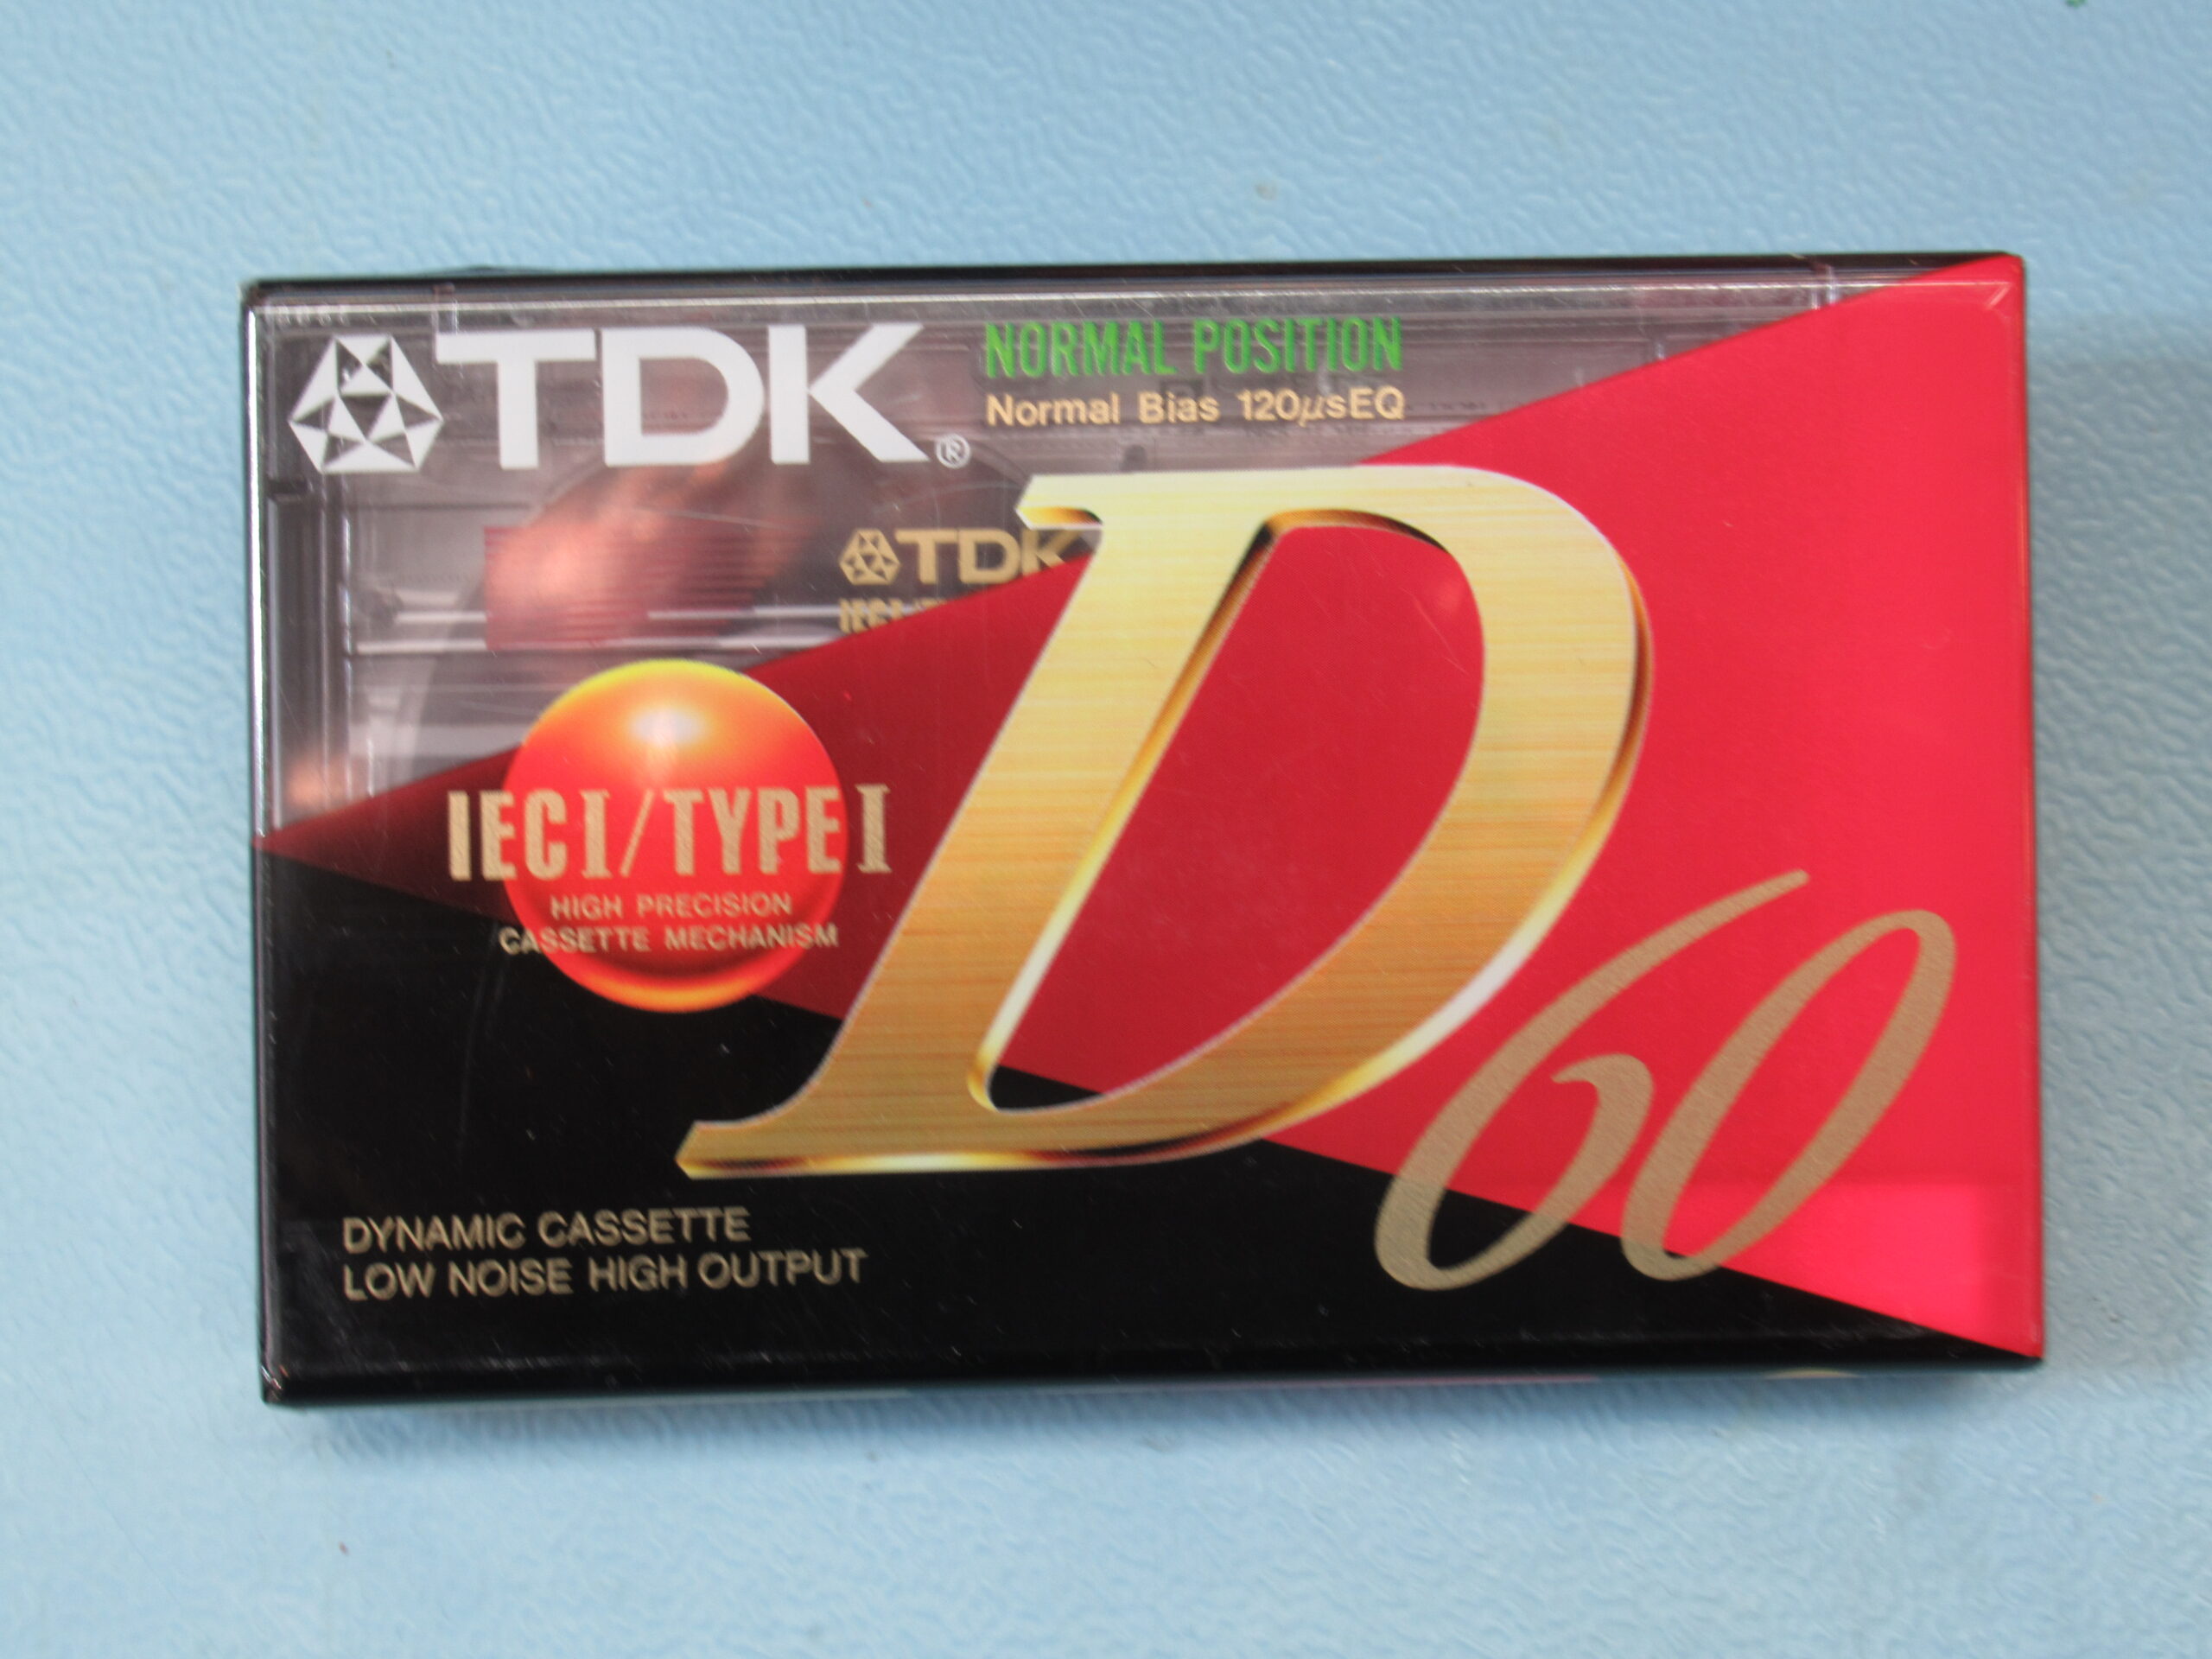 TDK®
NORMAL POSITION
Normal Bias 120µsEQ
TDK
D
IEC I / TYPE I
HIGH PRECISION
CASSETTE MECHANISM
60
DYNAMIC CASSETTE
LOW NOISE HIGH OUTPUT